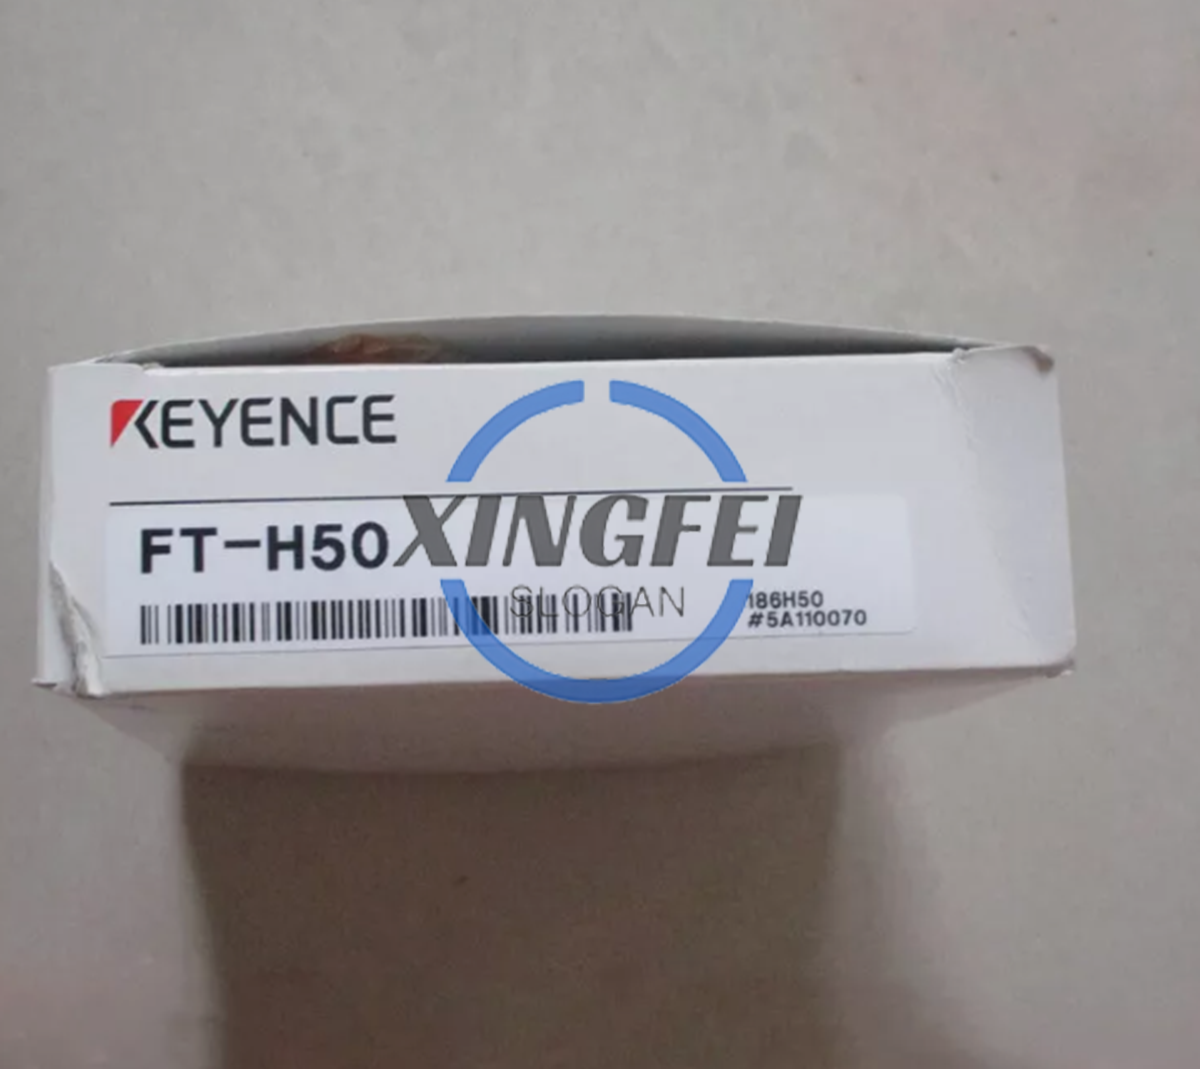 KEYENCE
FT-H50
XINGFEI
SLOGAN
186H50
#5A110070